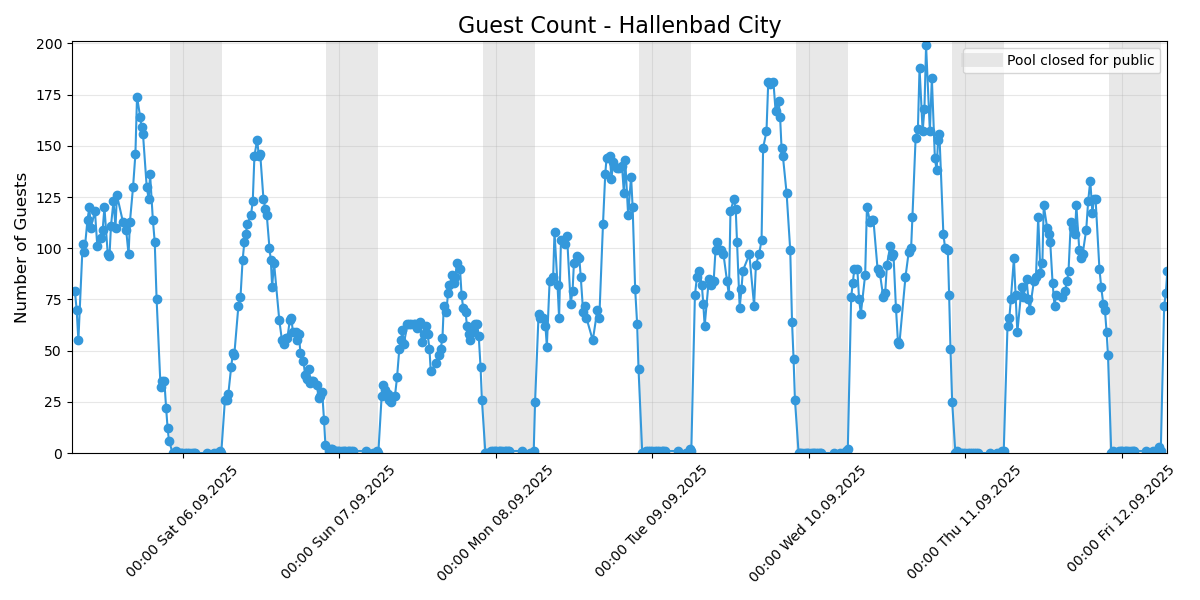 Guest Count - Hallenbad City
Number of Guests
200
175
150
125
100
75
50
25
0
Pool closed for public
00:00 Sat 06.09.2025
00:00 Sun 07.09.2025
00:00 Mon 08.09.2025
00:00 Tue 09.09.2025
00:00 Wed 10.09.2025
00:00 Thu 11.09.2025
00:00 Fri 12.09.2025